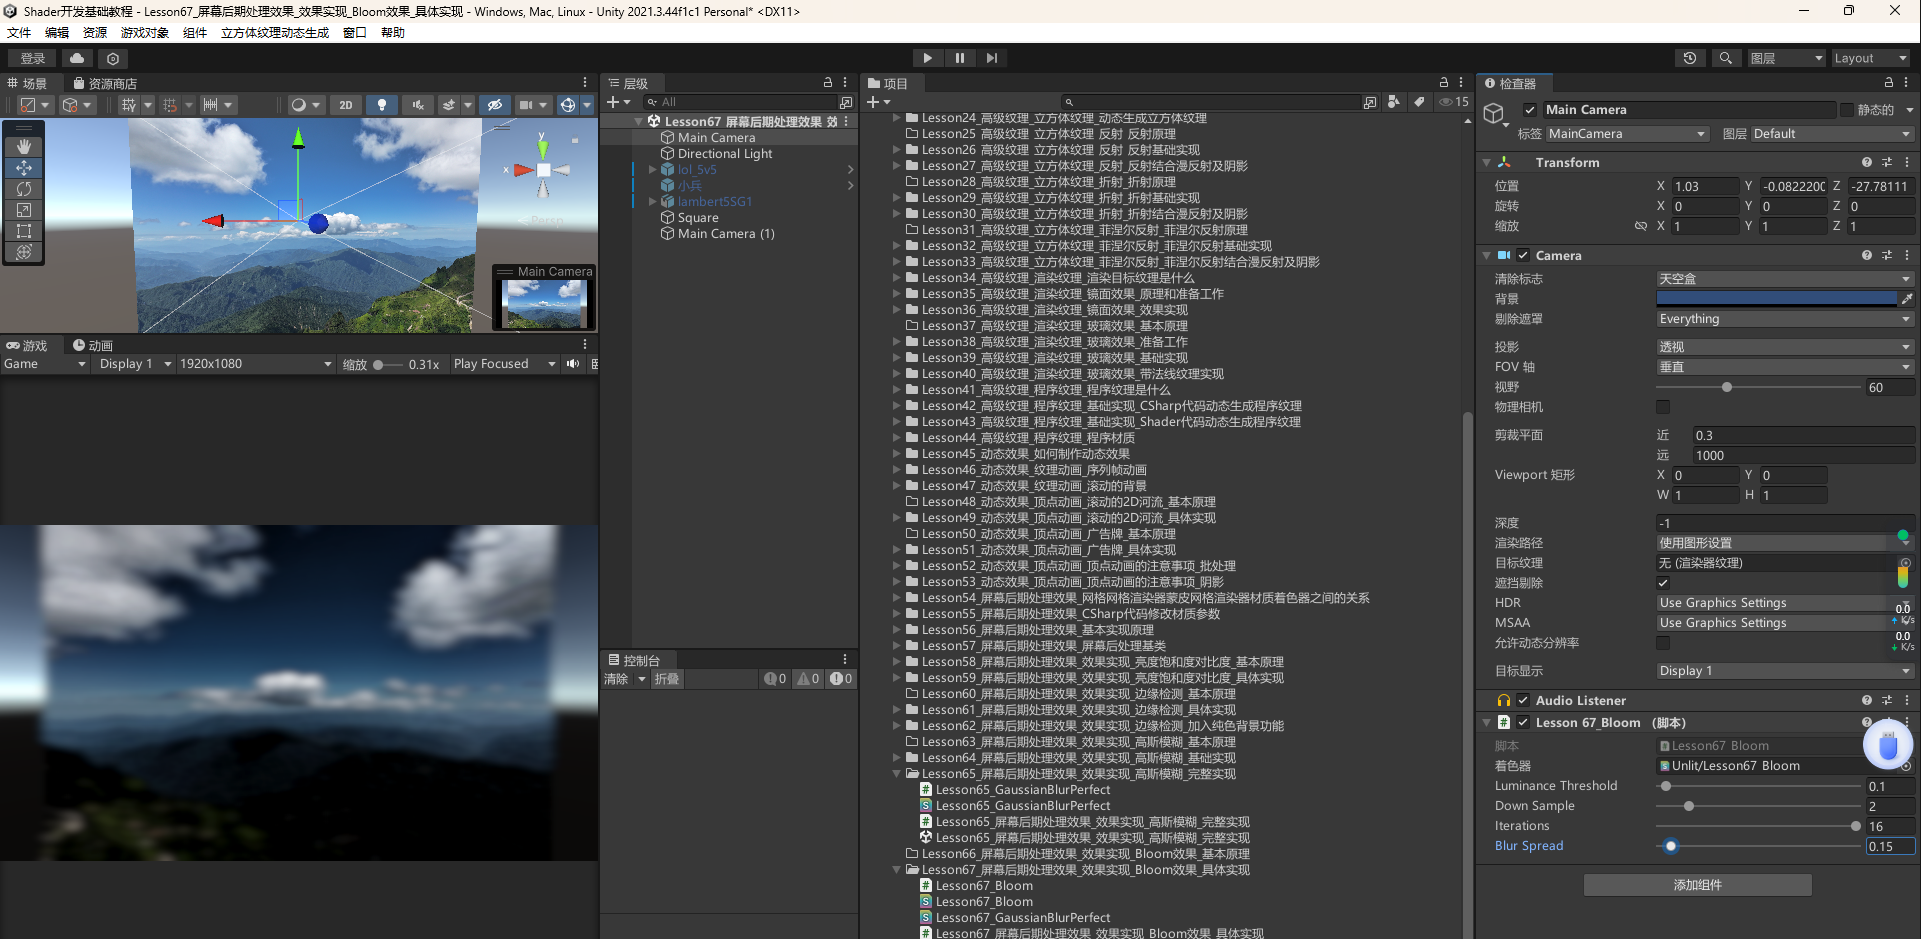 Shader开发基础教程 - Lesson67_屏幕后期处理效果_效果实现_Bloom效果_具体实现 - Windows, Mac, Linux - Unity 2021.3.44f1c1 Personal* <DX11>
文件 编辑 资源 游戏对象 组件 立方体纹理动态生成 窗口 帮助
登录 图层 Layout
场景 资源商店
2D
y
x
Persp
Main Camera
游戏 动画
Game Display 1 1920x1080 缩放 0.31x Play Focused
层级
All
Lesson67_屏幕后期处理效果_效
Main Camera
Directional Light
lol_5v5
小兵
lambert5SG1
Square
Main Camera (1)
控制台
清除 折叠 0 0 0
项目
15
Lesson24_高级纹理_立方体纹理_动态生成立方体纹理
Lesson25_高级纹理_立方体纹理_反射_反射原理
Lesson26_高级纹理_立方体纹理_反射_反射基础实现
Lesson27_高级纹理_立方体纹理_反射_反射结合漫反射及阴影
Lesson28_高级纹理_立方体纹理_折射_折射原理
Lesson29_高级纹理_立方体纹理_折射_折射基础实现
Lesson30_高级纹理_立方体纹理_折射_折射结合漫反射及阴影
Lesson31_高级纹理_立方体纹理_菲涅尔反射_菲涅尔反射原理
Lesson32_高级纹理_立方体纹理_菲涅尔反射_菲涅尔反射基础实现
Lesson33_高级纹理_立方体纹理_菲涅尔反射_菲涅尔反射结合漫反射及阴影
Lesson34_高级纹理_渲染纹理_渲染目标纹理是什么
Lesson35_高级纹理_渲染纹理_镜面效果_原理和准备工作
Lesson36_高级纹理_渲染纹理_镜面效果_效果实现
Lesson37_高级纹理_渲染纹理_玻璃效果_基本原理
Lesson38_高级纹理_渲染纹理_玻璃效果_准备工作
Lesson39_高级纹理_渲染纹理_玻璃效果_基础实现
Lesson40_高级纹理_渲染纹理_玻璃效果_带法线纹理实现
Lesson41_高级纹理_程序纹理_程序纹理是什么
Lesson42_高级纹理_程序纹理_基础实现_CSharp代码动态生成程序纹理
Lesson43_高级纹理_程序纹理_基础实现_Shader代码动态生成程序纹理
Lesson44_高级纹理_程序纹理_程序材质
Lesson45_动态效果_如何制作动态效果
Lesson46_动态效果_纹理动画_序列帧动画
Lesson47_动态效果_纹理动画_滚动的背景
Lesson48_动态效果_顶点动画_滚动的2D河流_基本原理
Lesson49_动态效果_顶点动画_滚动的2D河流_具体实现
Lesson50_动态效果_顶点动画_广告牌_基本原理
Lesson51_动态效果_顶点动画_广告牌_具体实现
Lesson52_动态效果_顶点动画_顶点动画的注意事项_批处理
Lesson53_动态效果_顶点动画_顶点动画的注意事项_阴影
Lesson54_屏幕后期处理效果_网格网格渲染器蒙皮网格渲染器材质着色器之间的关系
Lesson55_屏幕后期处理效果_CSharp代码修改材质参数
Lesson56_屏幕后期处理效果_基本实现原理
Lesson57_屏幕后期处理效果_屏幕后处理基类
Lesson58_屏幕后期处理效果_效果实现_亮度饱和度对比度_基本原理
Lesson59_屏幕后期处理效果_效果实现_亮度饱和度对比度_具体实现
Lesson60_屏幕后期处理效果_效果实现_边缘检测_基本原理
Lesson61_屏幕后期处理效果_效果实现_边缘检测_具体实现
Lesson62_屏幕后期处理效果_效果实现_边缘检测_加入纯色背景功能
Lesson63_屏幕后期处理效果_效果实现_高斯模糊_基本原理
Lesson64_屏幕后期处理效果_效果实现_高斯模糊_基础实现
Lesson65_屏幕后期处理效果_效果实现_高斯模糊_完整实现
Lesson65_GaussianBlurPerfect
Lesson65_GaussianBlurPerfect
Lesson65_屏幕后期处理效果_效果实现_高斯模糊_完整实现
Lesson65_屏幕后期处理效果_效果实现_高斯模糊_完整实现
Lesson66_屏幕后期处理效果_效果实现_Bloom效果_基本原理
Lesson67_屏幕后期处理效果_效果实现_Bloom效果_具体实现
Lesson67_Bloom
Lesson67_Bloom
Lesson67_GaussianBlurPerfect
Lesson67_屏幕后期处理效果_效果实现_Bloom效果_具体实现
检查器
Main Camera 静态的
标签 MainCamera 图层 Default
Transform
位置 X 1.03 Y -0.0822200 Z -27.78111
旋转 X 0 Y 0 Z 0
缩放 X 1 Y 1 Z 1
Camera
清除标志 天空盒
背景
剔除遮罩 Everything
投影 透视
FOV 轴 垂直
视野 60
物理相机
剪裁平面 近 0.3
远 1000
Viewport 矩形 X 0 Y 0
W 1 H 1
深度 -1
渲染路径 使用图形设置
目标纹理 无 (渲染器纹理)
遮挡剔除
HDR Use Graphics Settings
0.0
K/s
MSAA Use Graphics Settings
0.0
K/s
允许动态分辨率
目标显示 Display 1
Audio Listener
Lesson 67_Bloom （脚本）
脚本 Lesson67_Bloom
着色器 Unlit/Lesson67_Bloom
Luminance Threshold 0.1
Down Sample 2
Iterations 16
Blur Spread 0.15
添加组件